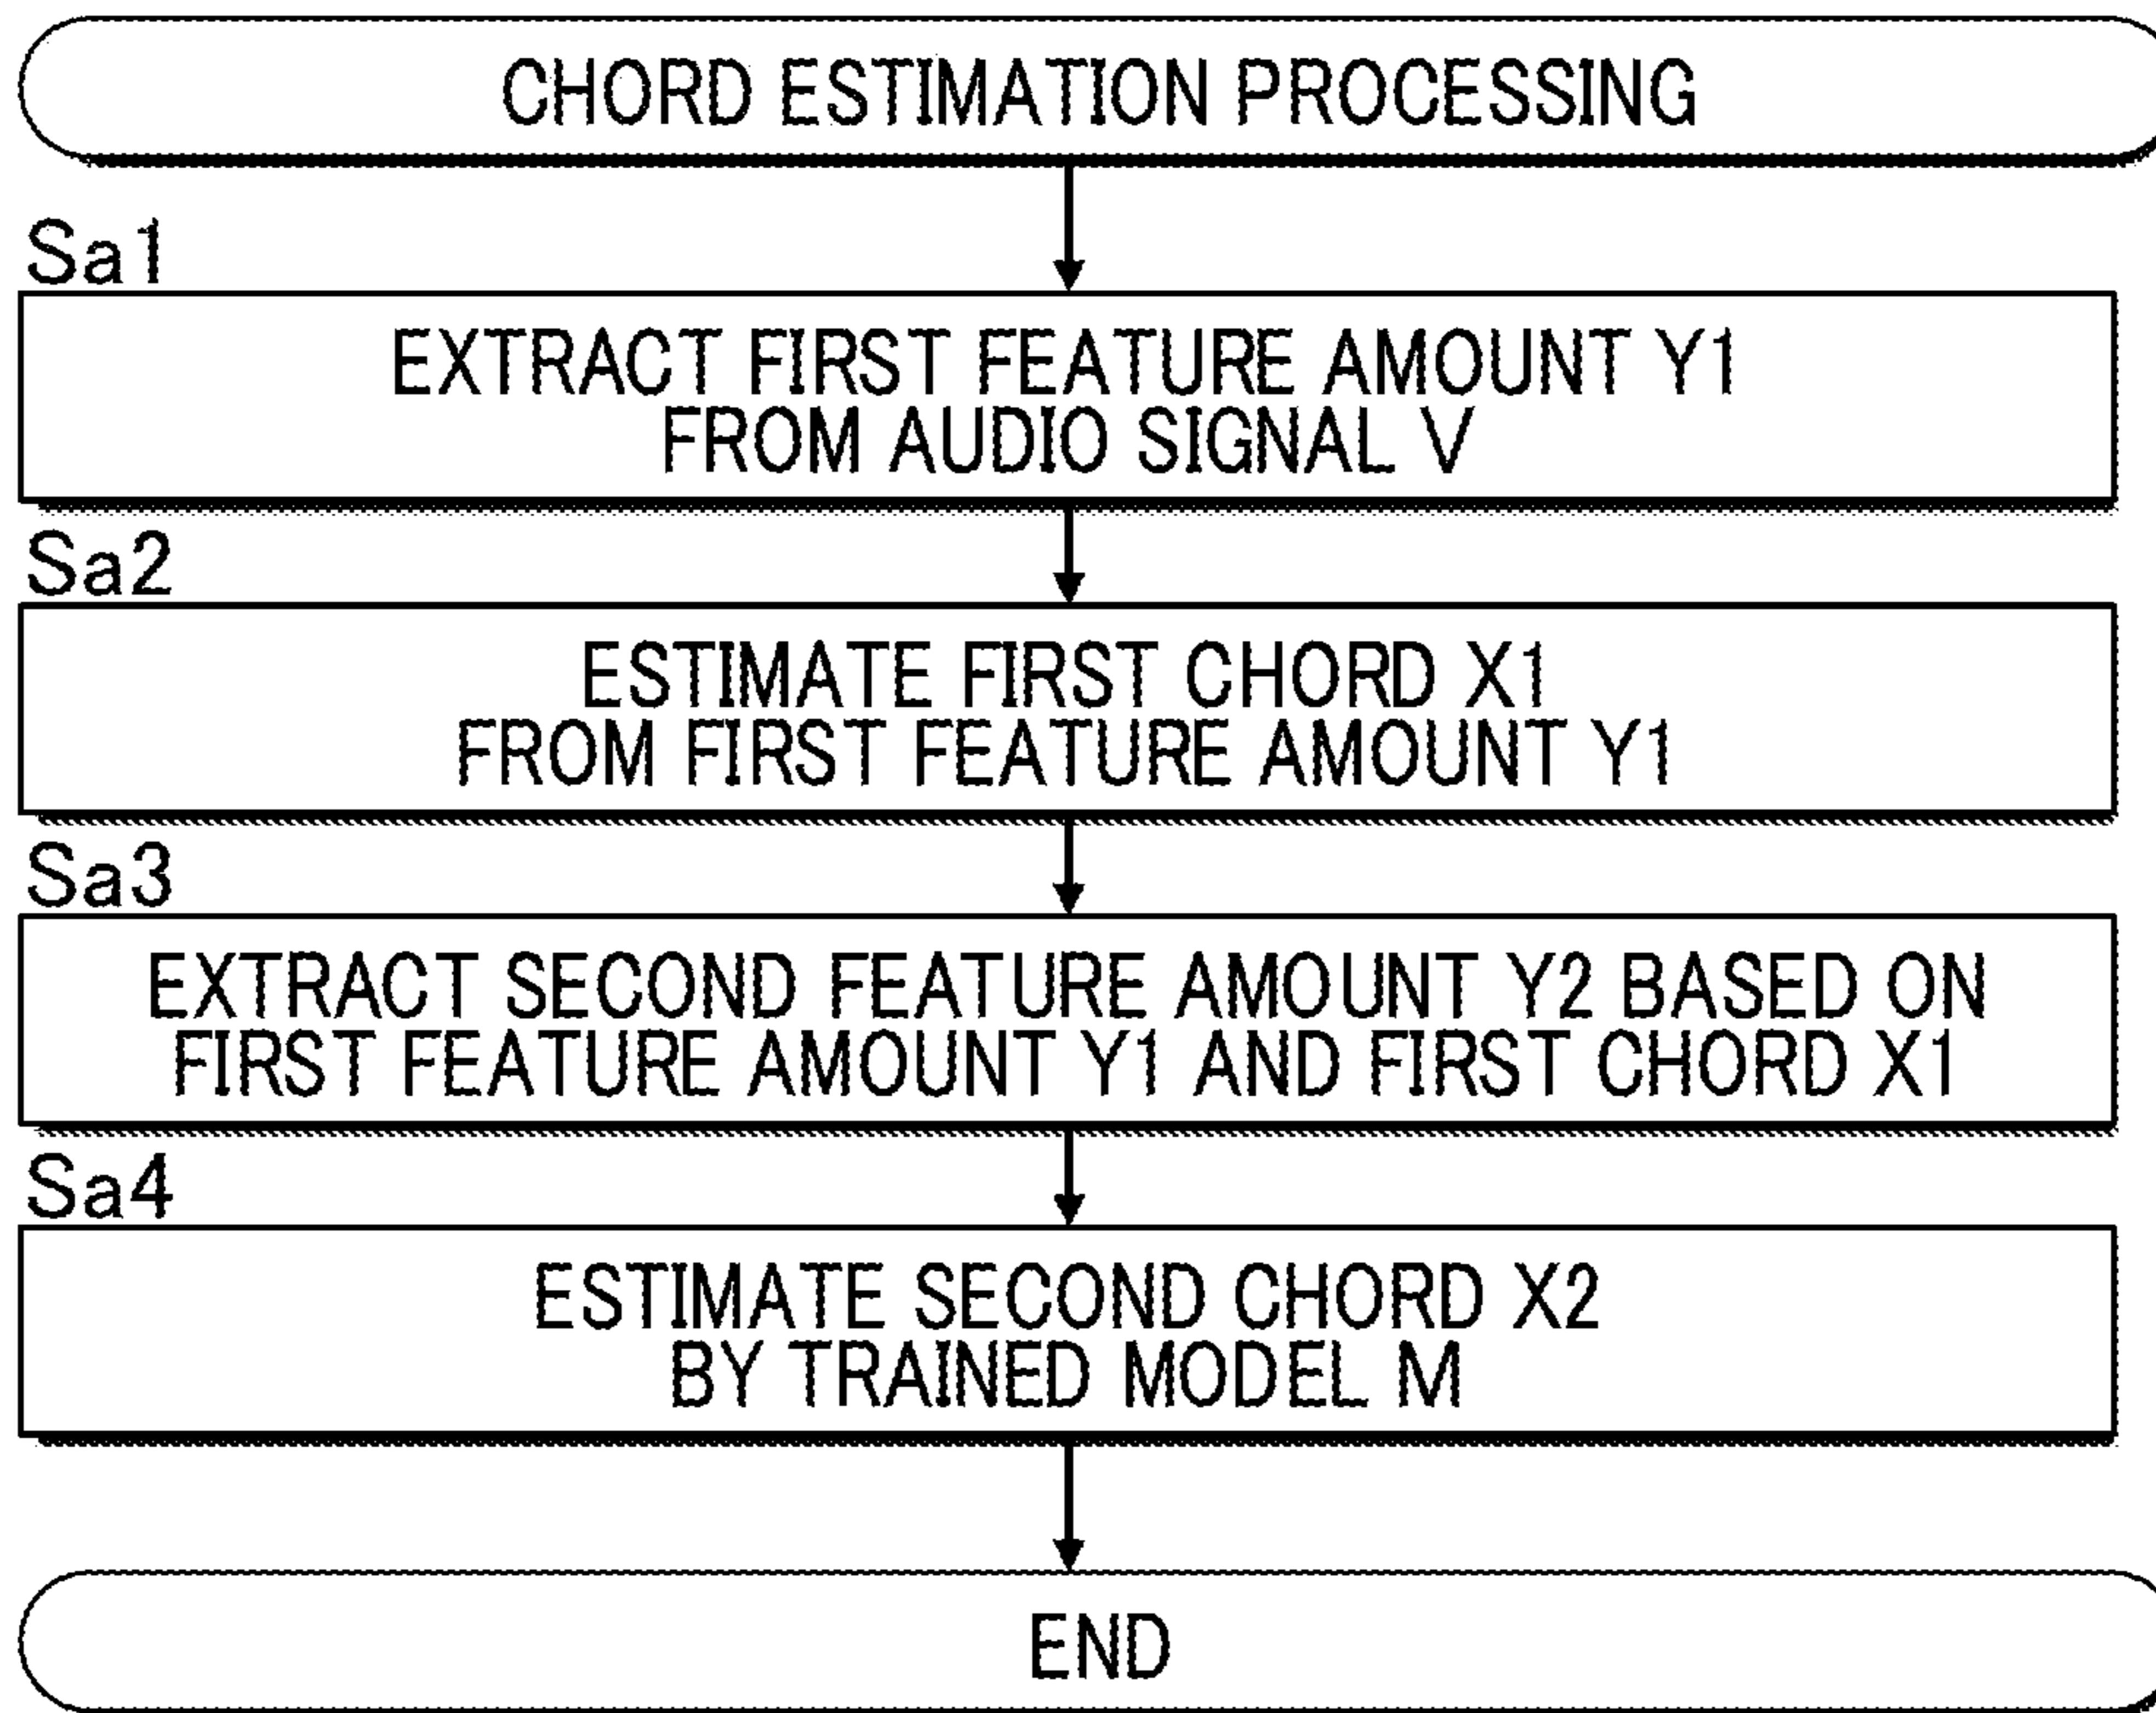 CHORD ESTIMATION PROCESSING
Sa1
EXTRACT FIRST FEATURE AMOUNT Y1
FROM AUDIO SIGNAL V
Sa2
ESTIMATE FIRST CHORD X1
FROM FIRST FEATURE AMOUNT Y1
Sa3
EXTRACT SECOND FEATURE AMOUNT Y2 BASED ON
FIRST FEATURE AMOUNT Y1 AND FIRST CHORD X1
Sa4
ESTIMATE SECOND CHORD X2
BY TRAINED MODEL M
END